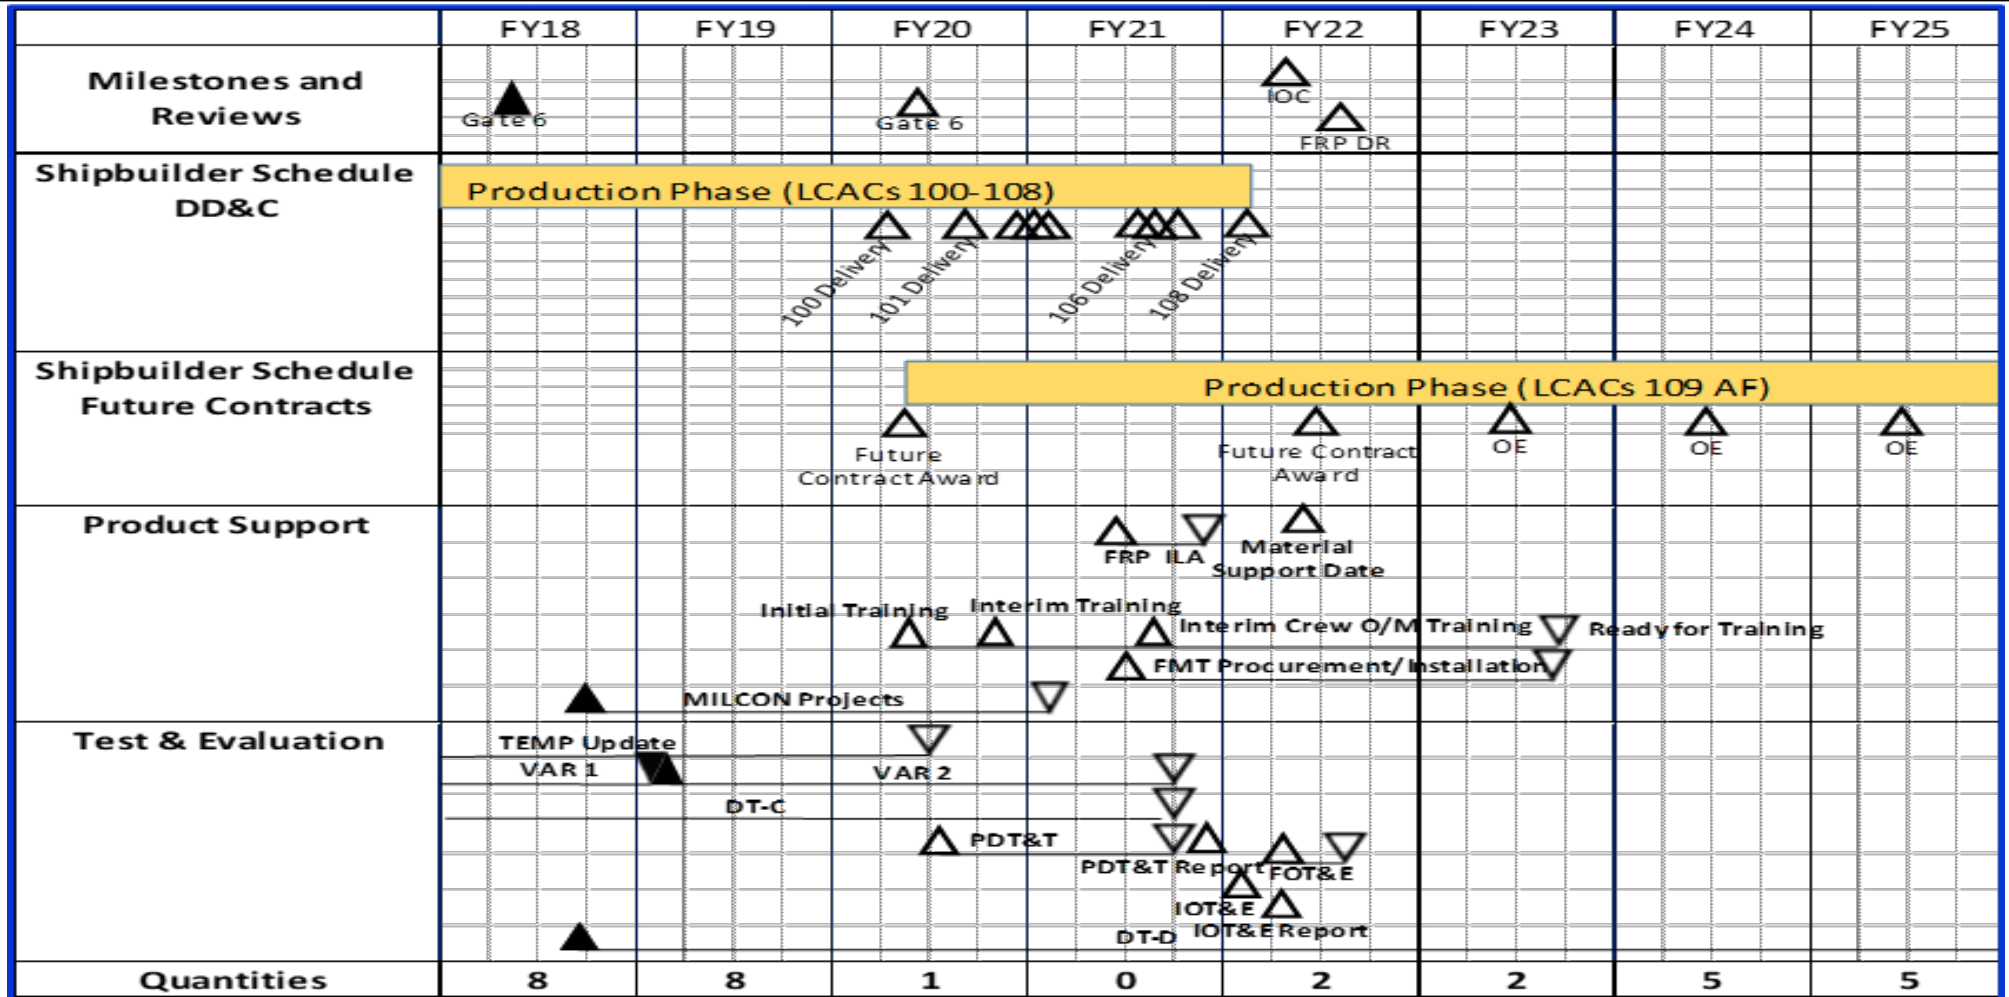 FY18 FY19 FY20 FY21 FY22 FY23 FY24 FY25
Milestones and
Reviews
Gate 6
Gate 6
IOC
FRP DR
Shipbuilder Schedule
DD&C
Production Phase (LCACs 100-108)
100 Delivery
101 Delivery
106 Delivery
108 Delivery
Shipbuilder Schedule
Future Contracts
Production Phase (LCACs 109 AF)
Future
Contract Award
Future Contract
Award
OE
OE
OE
Product Support
FRP ILA
Material
Support Date
Initial Training
Interim Training
Interim Crew O/M Training
Ready for Training
FMT Procurement/Installation
MILCON Projects
Test & Evaluation
TEMP Update
VAR 1
VAR 2
DT-C
PDT&T
PDT&T Report
FOT&E
IOT&E
IOT&E Report
DT-D
Quantities 8 8 1 0 2 2 5 5